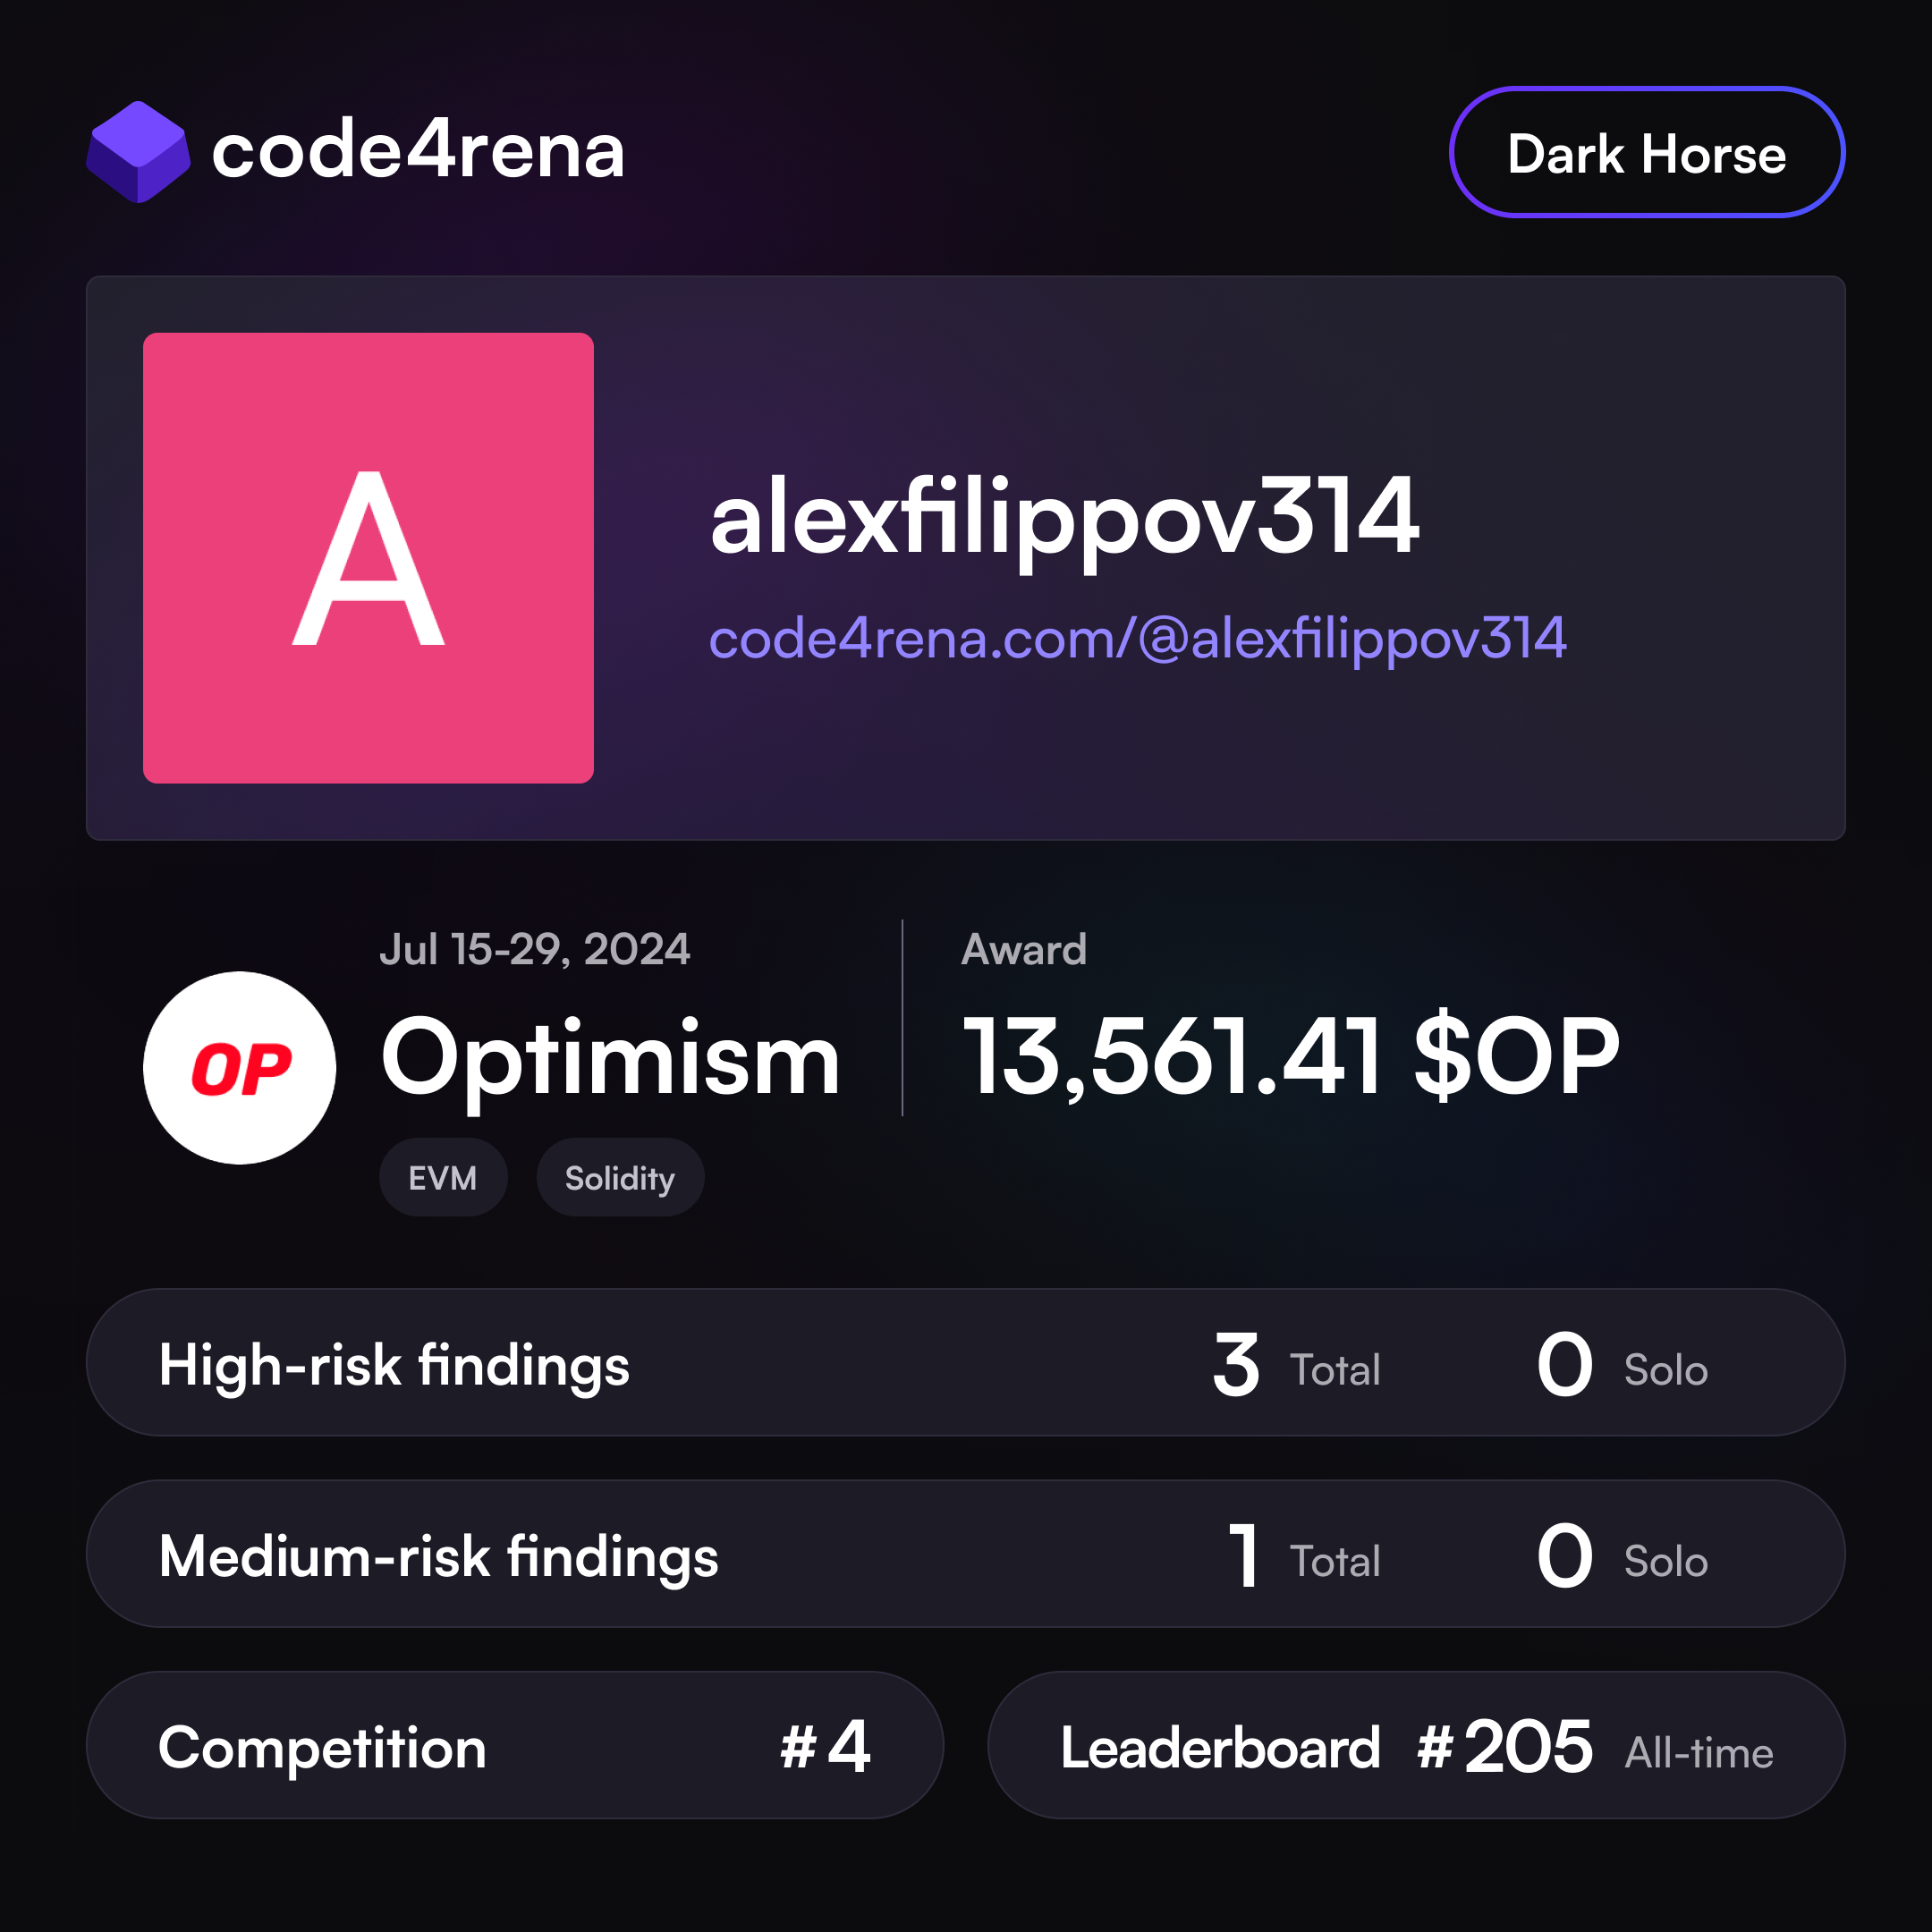 code4rena
Dark Horse
A
alexfilippov314
code4rena.com/@alexfilippov314
Jul 15-29, 2024
Award
OP
Optimism
13,561.41 $OP
EVM
Solidity
High-risk findings 3 Total 0 Solo
Medium-risk findings 1 Total 0 Solo
Competition #4
Leaderboard #205 All-time